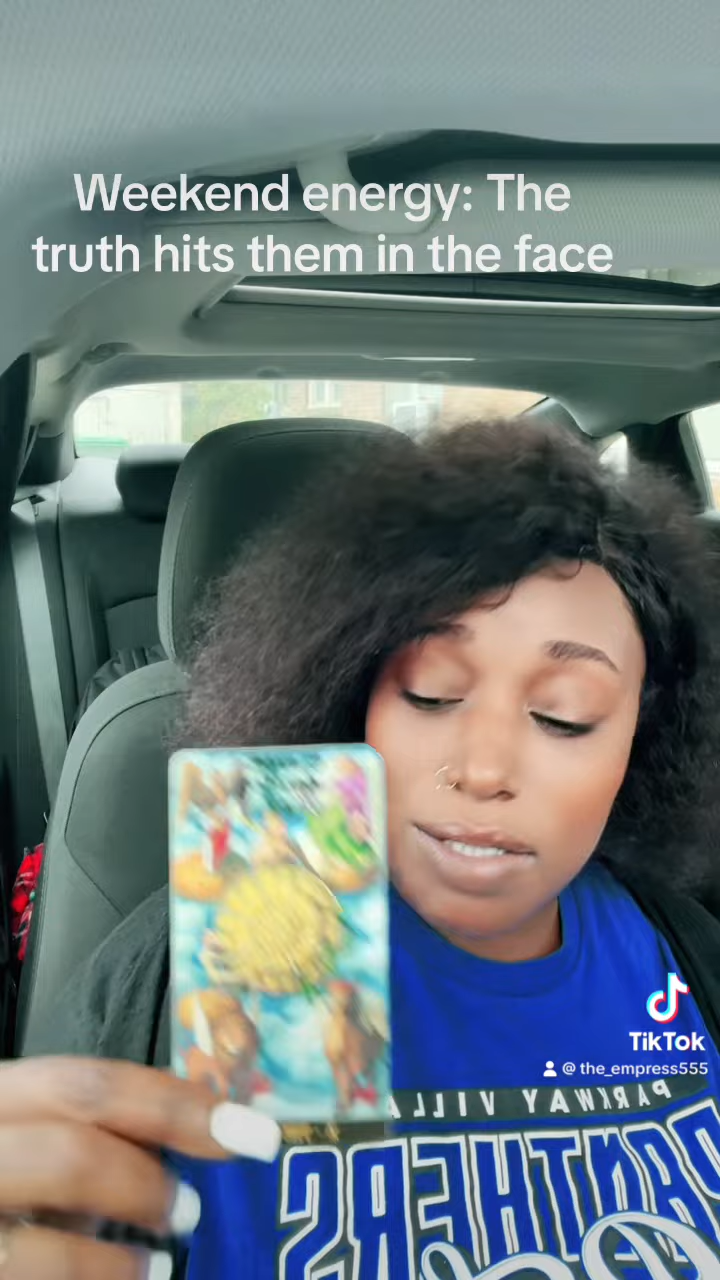 Weekend energy: The
truth hits them in the face
TikTok
@the_empress555
PARKWAY VILLA
PANTHERS